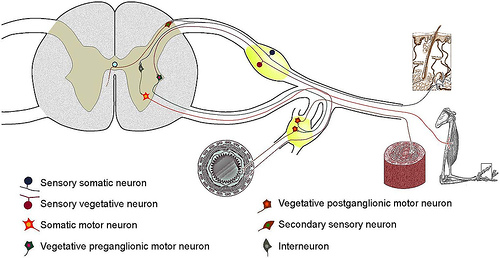 Sensory somatic neuron
Sensory vegetative neuron
Somatic motor neuron
Vegetative preganglionic motor neuron
Vegetative postganglionic motor neuron
Secondary sensory neuron
Interneuron